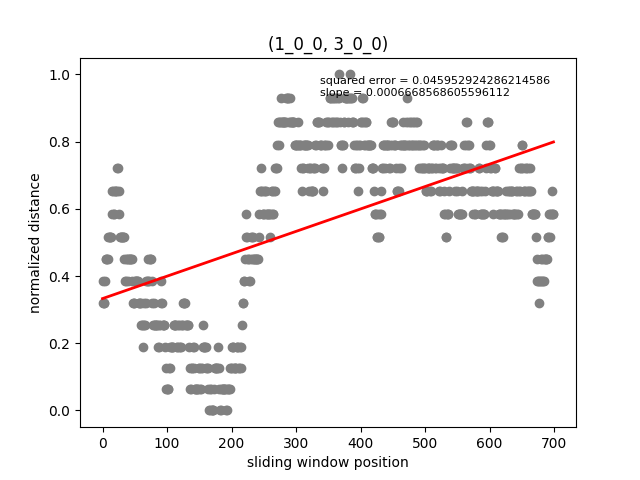 (1_0_0, 3_0_0)
squared error = 0.045952924286214586
slope = 0.0006668568605596112
normalized distance
1.0
0.8
0.6
0.4
0.2
0.0
0 100 200 300 400 500 600 700
sliding window position